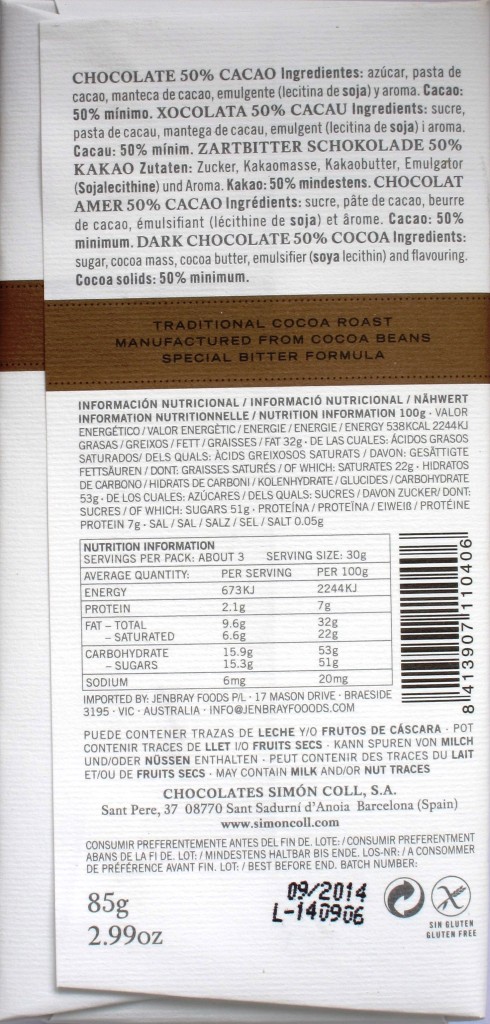 CHOCOLATE 50% CACAO Ingredientes: azúcar, pasta de
cacao, manteca de cacao, emulgente (lecitina de soja) y aroma. Cacao:
50% mínimo. XOCOLATA 50% CACAU Ingredients: sucre,
pasta de cacau, mantega de cacau, emulgent (lecitina de soja) i aroma.
Cacau: 50% mínim. ZARTBITTER SCHOKOLADE 50%
KAKAO Zutaten: Zucker, Kakaomasse, Kakaobutter, Emulgator
(Sojalecithine) und Aroma. Kakao: 50% mindestens. CHOCOLAT
AMER 50% CACAO Ingrédients: sucre, pâte de cacao, beurre
de cacao, émulsifiant (lécithine de soja) et ârome. Cacao: 50%
minimum. DARK CHOCOLATE 50% COCOA Ingredients:
sugar, cocoa mass, cocoa butter, emulsifier (soya lecithin) and flavouring.
Cocoa solids: 50% minimum.
TRADITIONAL COCOA ROAST
MANUFACTURED FROM COCOA BEANS
SPECIAL BITTER FORMULA
INFORMACIÓN NUTRICIONAL / INFORMACIÓ NUTRICIONAL / NÄHWERT
INFORMATION NUTRITIONNELLE / NUTRITION INFORMATION 100g · VALOR
ENERGÉTICO / VALOR ENERGÈTIC / ENERGIE / ENERGIE / ENERGY 538KCAL 2244KJ
GRASAS / GREIXOS / FETT / GRAISSES / FAT 32g · DE LAS CUALES: ÁCIDOS GRASOS
SATURADOS/ DELS QUALS: ÀCIDS GREIXOSOS SATURATS / DAVON: GESÄTTIGTE
FETTSÄUREN / DONT: GRAISSES SATURÉS / OF WHICH: SATURATES 22g · HIDRATOS
DE CARBONO / HIDRATS DE CARBONI / KOLENHYDRATE / GLUCIDES / CARBOHYDRATE
53g · DE LOS CUALES: AZÚCARES / DELS QUALS: SUCRES / DAVON ZUCKER/ DONT:
SUCRES / OF WHICH: SUGARS 51g · PROTEÍNA / PROTEÏNA / EIWEIß / PROTÉINE
PROTEIN 7g · SAL / SAL / SALZ / SEL / SALT 0.05g
NUTRITION INFORMATION
SERVINGS PER PACK: ABOUT 3 SERVING SIZE: 30g
AVERAGE QUANTITY: PER SERVING PER 100g
ENERGY 673KJ 2244KJ
PROTEIN 2.1g 7g
FAT – TOTAL 9.6g 32g
– SATURATED 6.6g 22g
CARBOHYDRATE 15.9g 53g
– SUGARS 15.3g 51g
SODIUM 6mg 20mg
8 413907 110406
IMPORTED BY: JENBRAY FOODS P/L · 17 MASON DRIVE · BRAESIDE
3195 · VIC · AUSTRALIA · INFO@JENBRAYFOOODS.COM
PUEDE CONTENER TRAZAS DE LECHE Y/O FRUTOS DE CÁSCARA · POT
CONTENIR TRACES DE LLET I/O FRUITS SECS · KANN SPUREN VON MILCH
UND/ODER NÜSSEN ENTHALTEN · PEUT CONTENIR DES TRACES DU LAIT
ET/OU DE FRUITS SECS · MAY CONTAIN MILK AND/OR NUT TRACES
CHOCOLATES SIMÓN COLL, S.A.
Sant Pere, 37 08770 Sant Sadurní d'Anoia Barcelona (Spain)
www.simoncoll.com
CONSUMIR PREFERENTEMENTE ANTES DEL FIN DE. LOTE: / CONSUMIR PREFERENTMENT
ABANS DE LA FI DE. LOT: / MINDESTENS HALTBAR BIS ENDE. LOS-NR: / A CONSOMMER
DE PRÉFÉRENCE AVANT FIN. LOT: / BEST BEFORE END. BATCH NUMBER:
85g
2.99oz
09/2014
L-140906
SIN GLUTEN
GLUTEN FREE